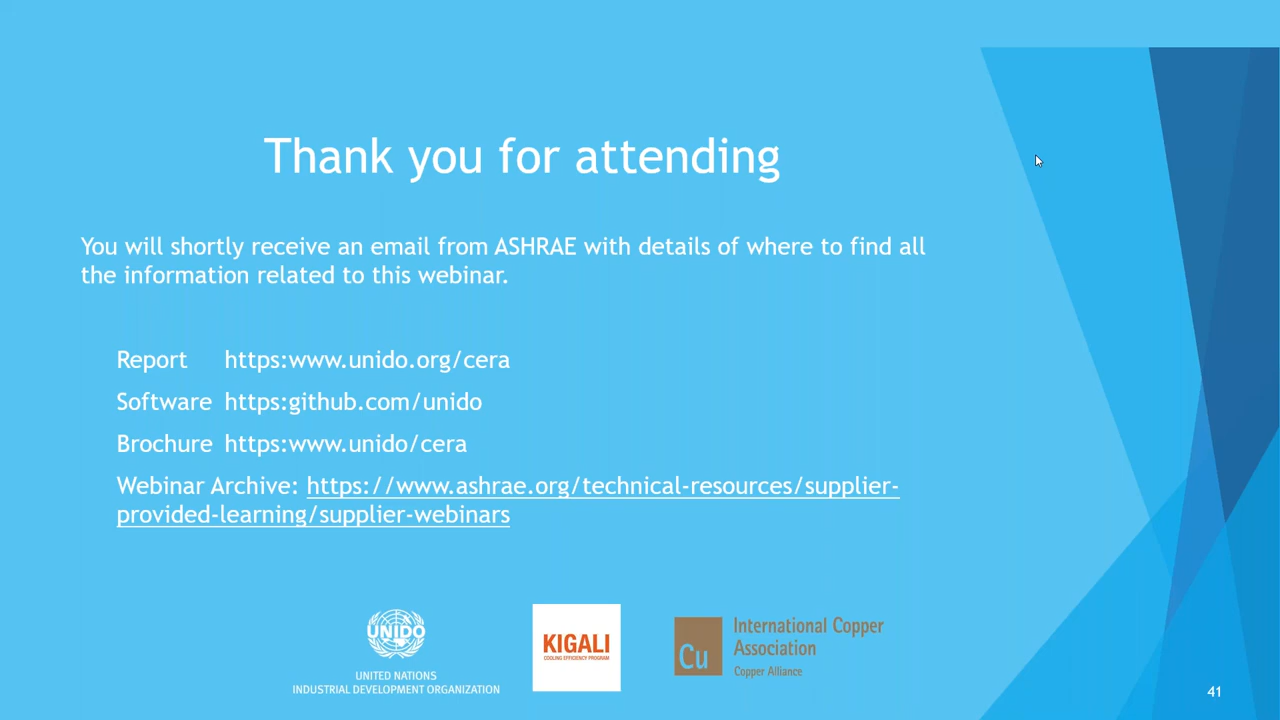 Thank you for attending
You will shortly receive an email from ASHRAE with details of where to find all
the information related to this webinar.
Report https:www.unido.org/cera
Software https:github.com/unido
Brochure https:www.unido/cera
Webinar Archive: https://www.ashrae.org/technical-resources/supplier-
provided-learning/supplier-webinars
UNIDO
UNITED NATIONS
INDUSTRIAL DEVELOPMENT ORGANIZATION
KIGALI
COOLING EFFICIENCY PROGRAM
Cu
International Copper
Association
Copper Alliance
41